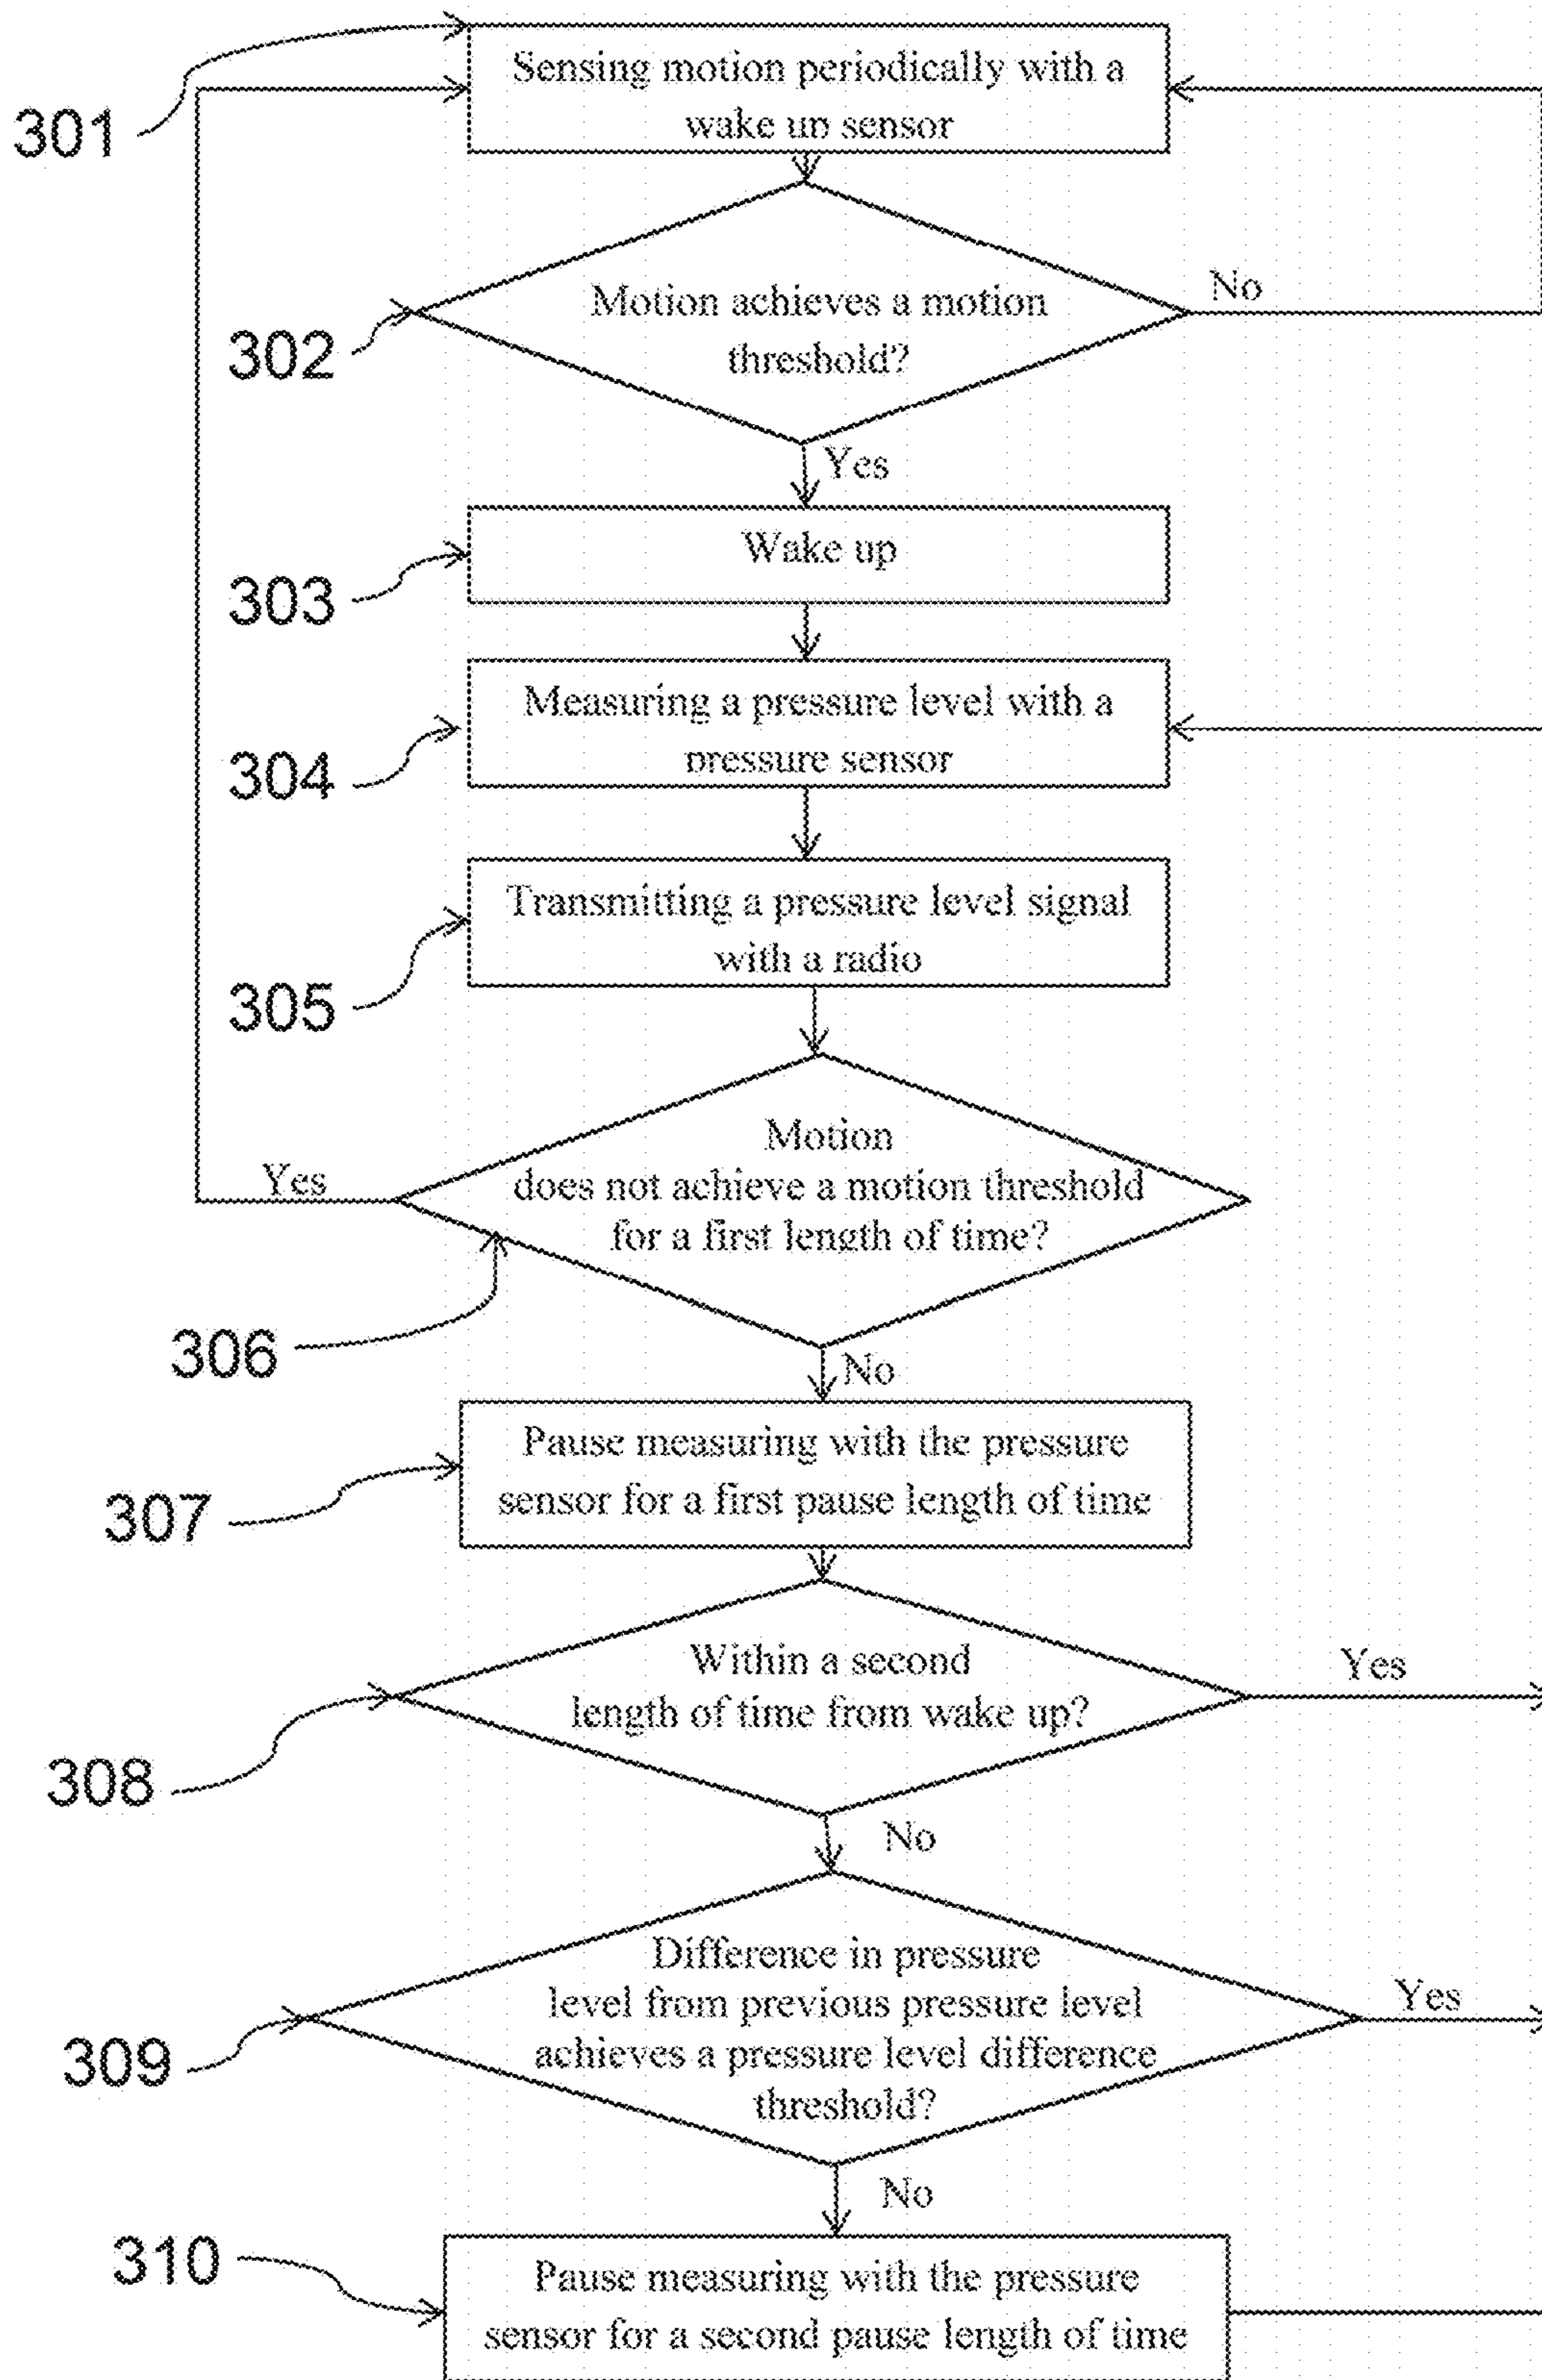 301
Sensing motion periodically with a
wake up sensor
302
Motion achieves a motion
threshold?
No
Yes
303
Wake up
304
Measuring a pressure level with a
pressure sensor
305
Transmitting a pressure level signal
with a radio
Yes
Motion
does not achieve a motion threshold
for a first length of time?
306
No
307
Pause measuring with the pressure
sensor for a first pause length of time
308
Within a second
length of time from wake up?
Yes
No
309
Difference in pressure
level from previous pressure level
achieves a pressure level difference
threshold?
Yes
No
310
Pause measuring with the pressure
sensor for a second pause length of time